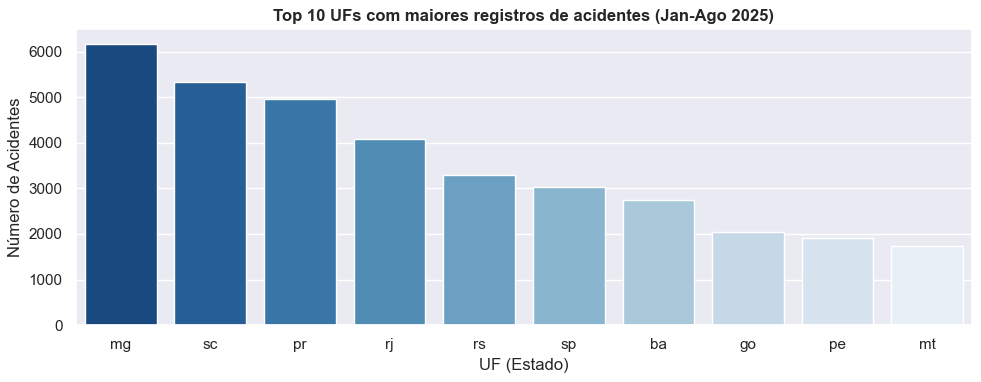 Top 10 UFs com maiores registros de acidentes (Jan-Ago 2025)
Número de Acidentes
6000
5000
4000
3000
2000
1000
0
mg sc pr rj rs sp ba go pe mt
UF (Estado)